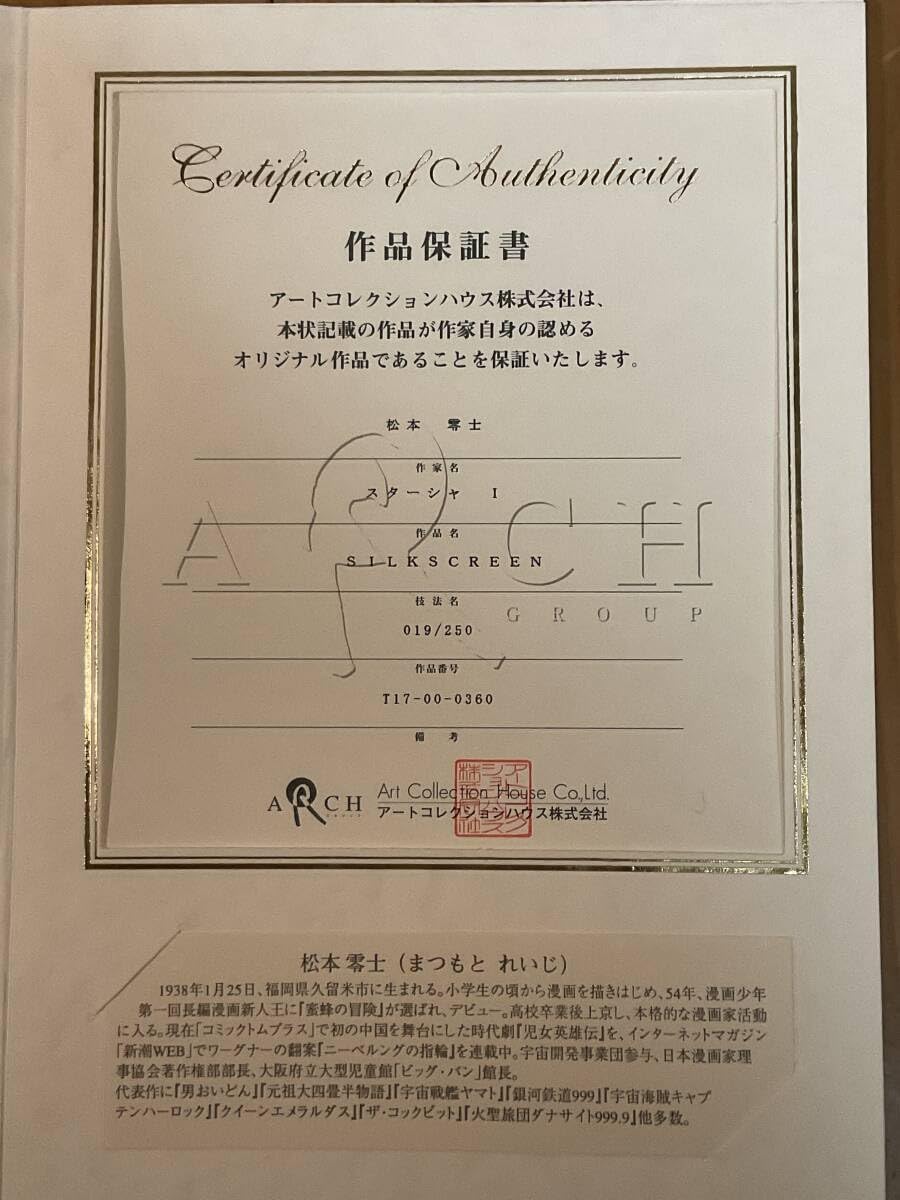 Certificate of Authenticity
作品保証書
アートコレクションハウス株式会社は、
本状記載の作品が作家自身の認める
オリジナル作品であることを保証いたします。
松本 零士
作家名
スターシャ I
作品名
SILKSCREEN
技法名
019/250
作品番号
T17-00-0360
備考
ARCH
GROUP
ARCH
GROUP
Art Collection House Co.,Ltd.
アートコレクションハウス株式会社
松本 零士（まつもと れいじ）
1938年1月25日、福岡県久留米市に生まれる。小学生の頃から漫画を描きはじめ、54年、漫画少年
第一回長編漫画新人王に『蜜蜂の冒険』が選ばれ、デビュー。高校卒業後上京し、本格的な漫画家活動
に入る。現在「コミックトムプラス」で初の中国を舞台にした時代劇『児女英雄伝』を、インターネットマガジン
「新潮WEB」でワーグナーの翻案『ニーベルングの指輪』を連載中。宇宙開発事業団参与、日本漫画家理
事協会著作権部部長、大阪府立大型児童館「ビッグ・バン」館長。
代表作に『男おいどん』『元祖大四畳半物語』『宇宙戦艦ヤマト』『銀河鉄道999』『宇宙海賊キャプ
テンハーロック』『クイーンエメラルダス』『ザ・コックピット』『火聖旅団ダナサイト999.9』他多数。